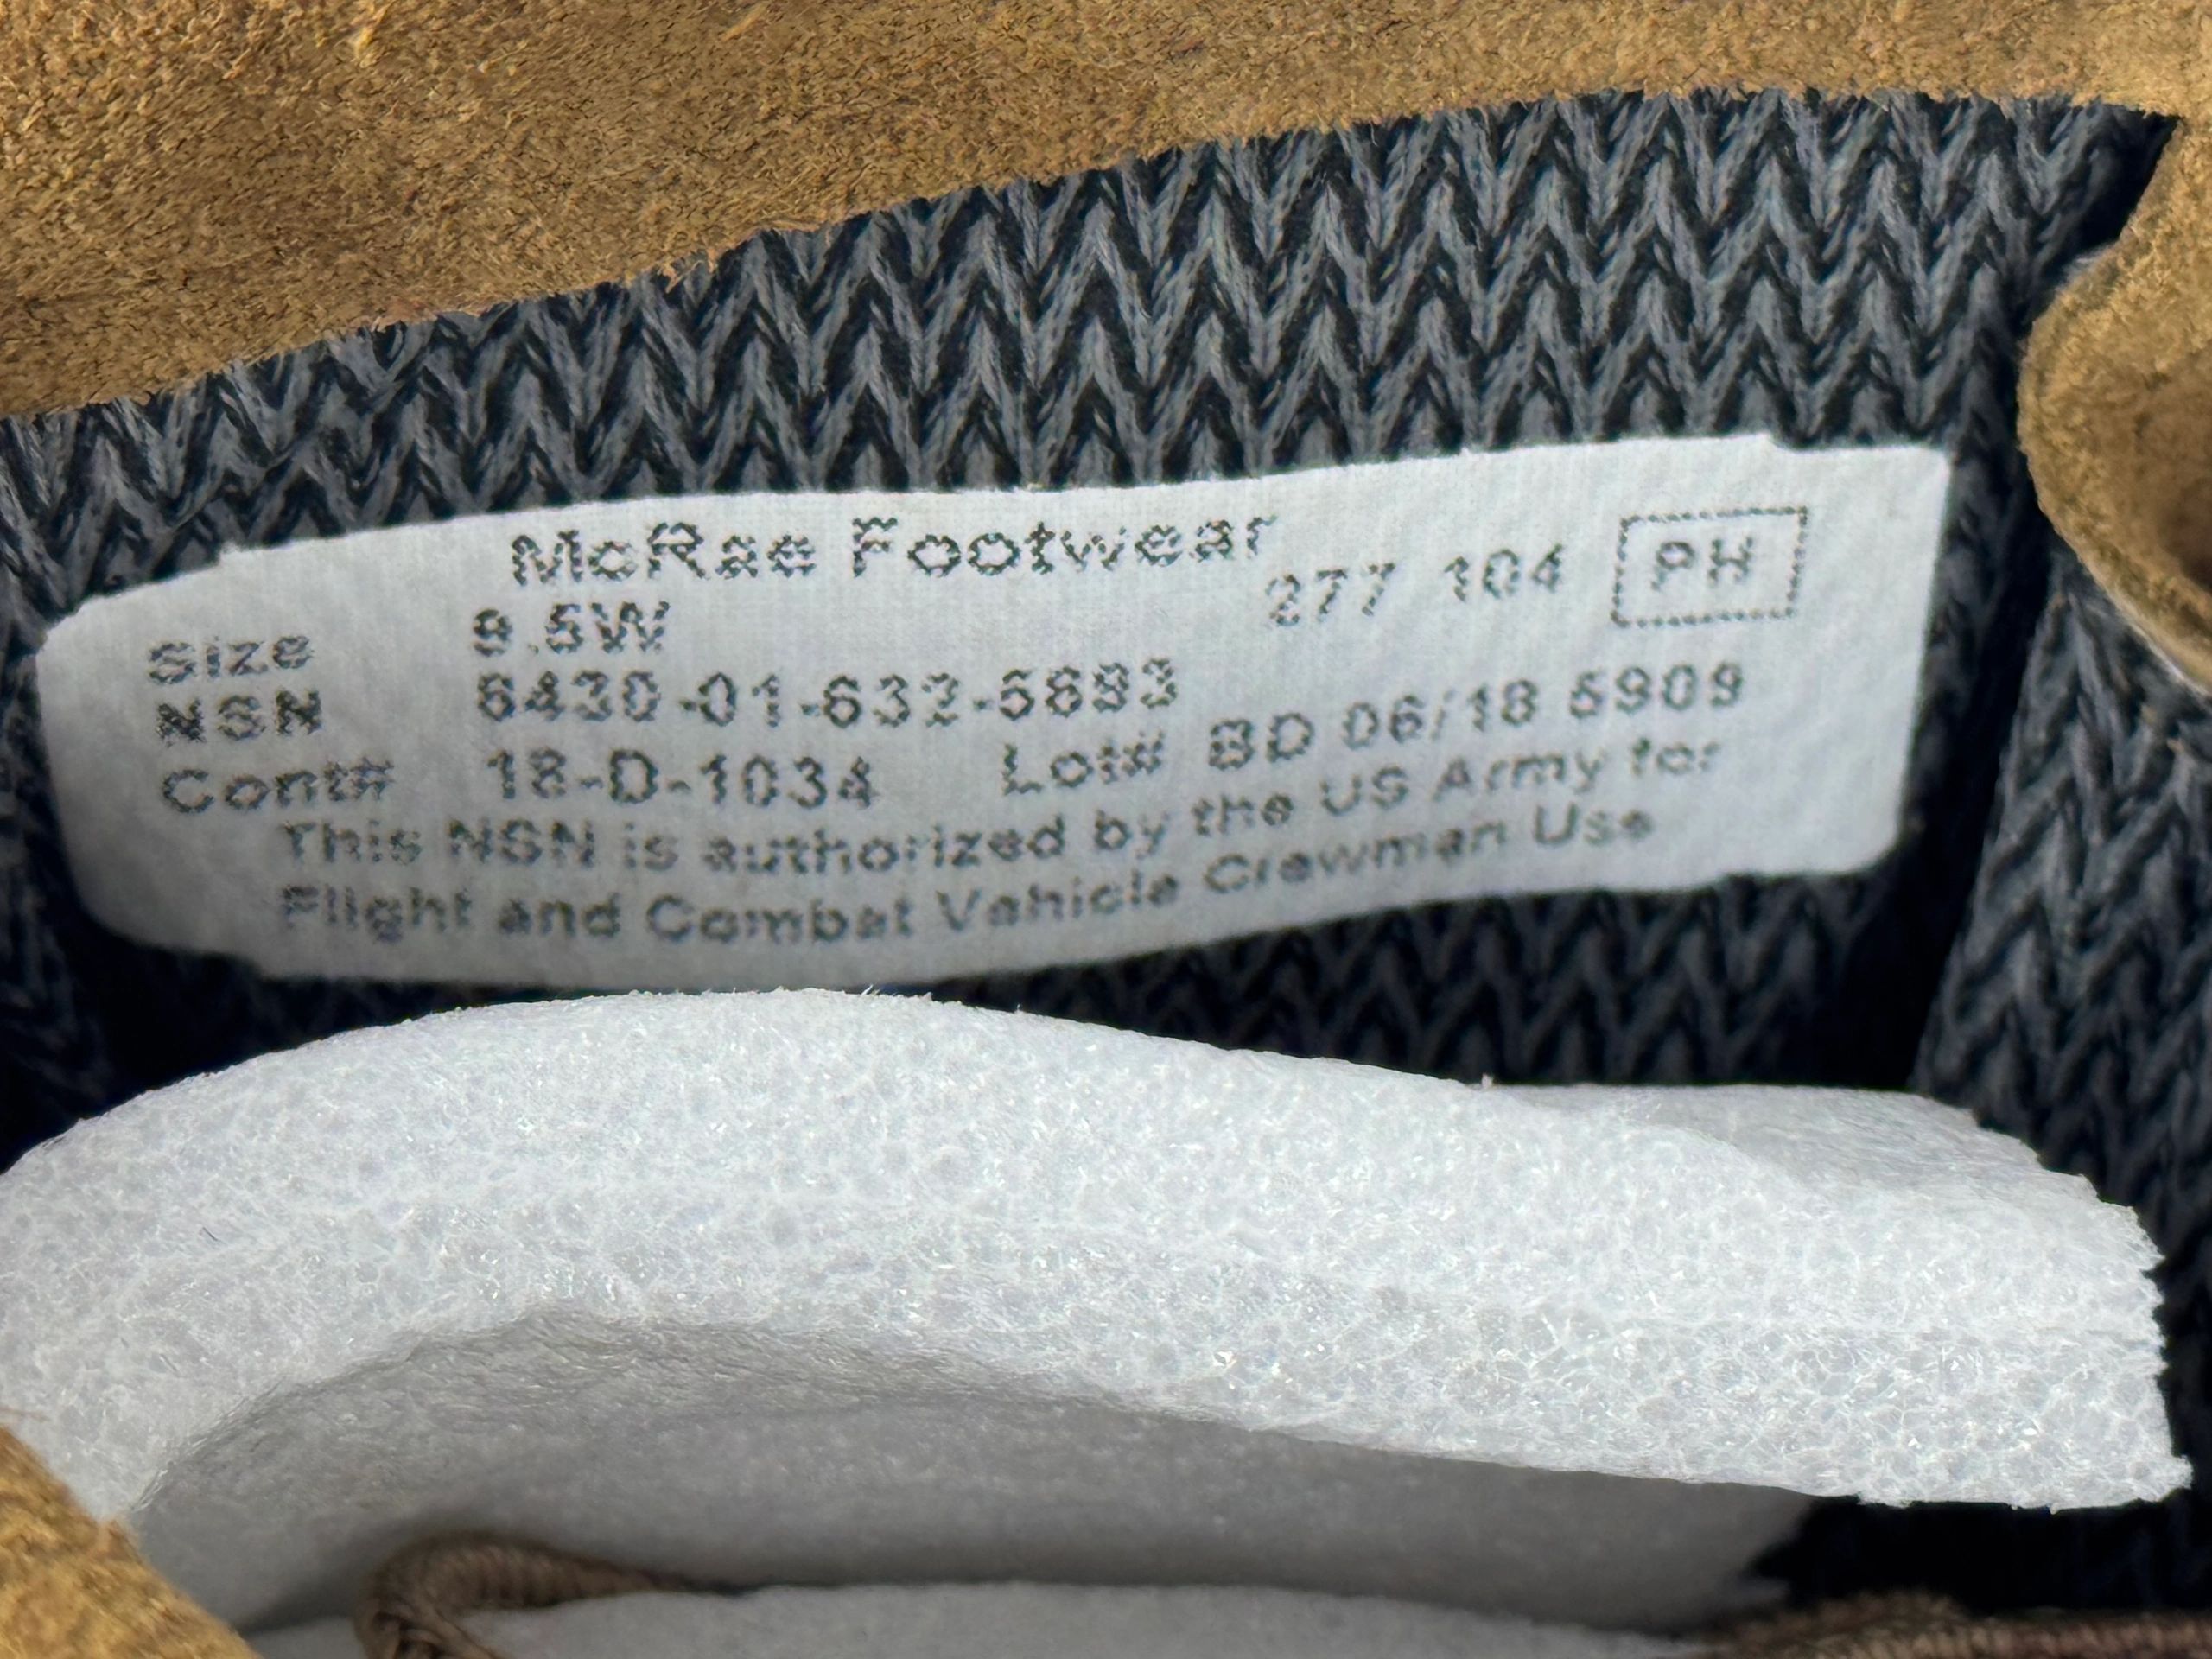 McRae Footwear
277 104 PH
Size 9.5W
NSN 8430-01-632-5693
Cont# 18-D-1034 Lot# BD 06/18 5909
This NSN is authorized by the US Army for
Flight and Combat Vehicle Crewman Use